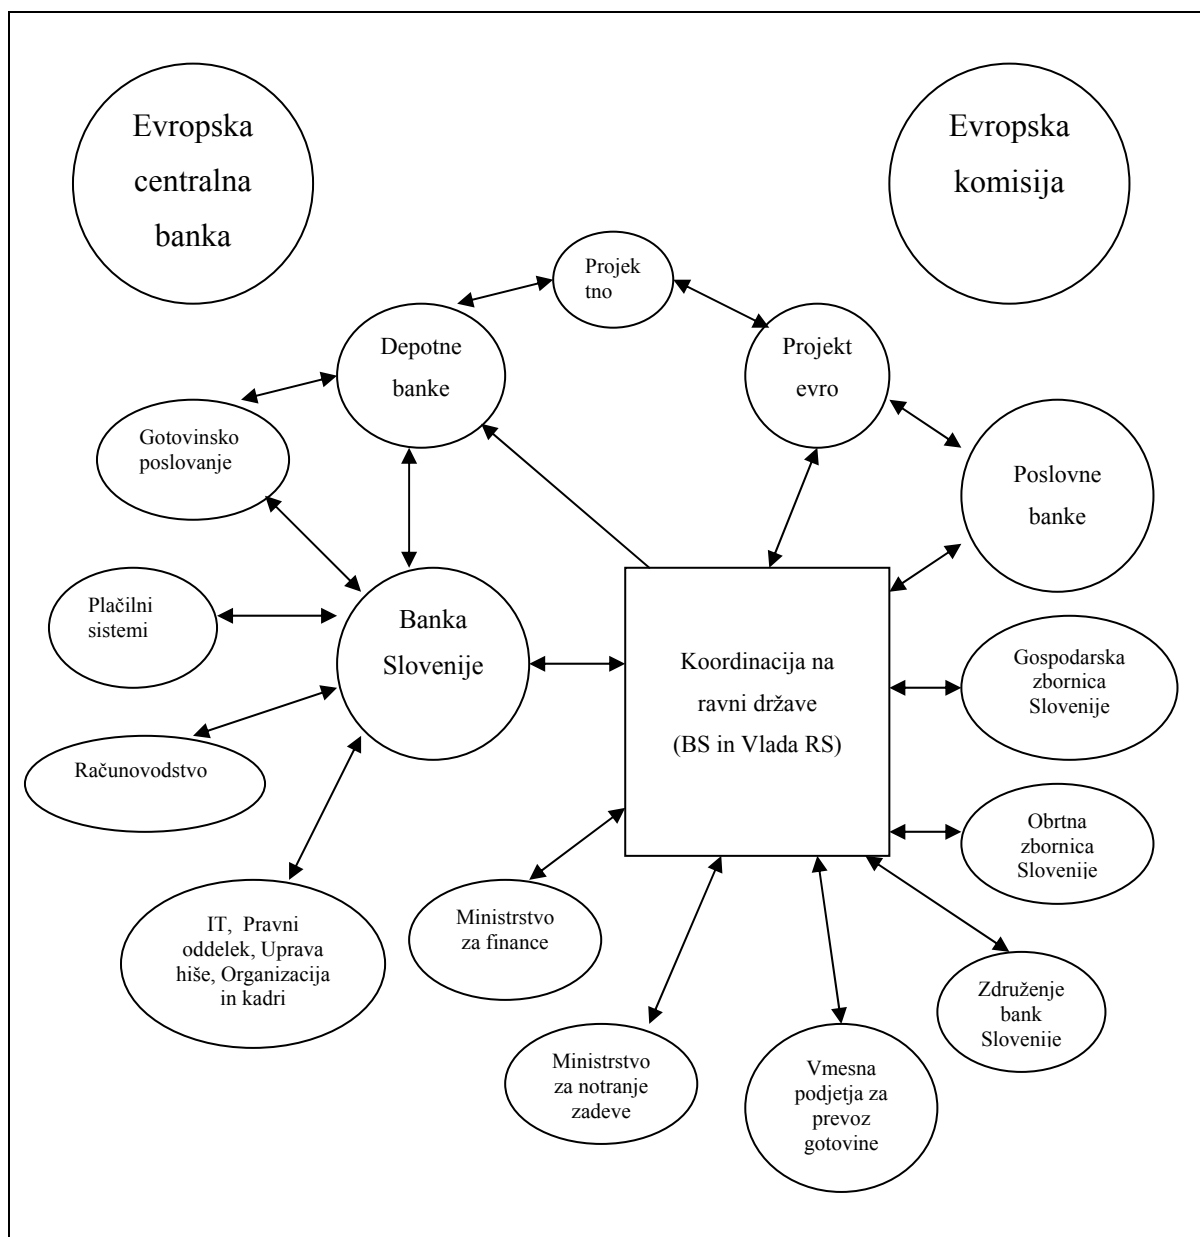 Evropska
centralna
banka
Evropska
komisija
Projek
tno
Depotne
banke
Projekt
evro
Gotovinsko
poslovanje
Poslovne
banke
Plačilni
sistemi
Banka
Slovenije
Koordinacija na
ravni države
(BS in Vlada RS)
Gospodarska
zbornica
Slovenije
Računovodstvo
Obrtna
zbornica
Slovenije
IT, Pravni
oddelek, Uprava
hiše, Organizacija
in kadri
Ministrstvo
za finance
Združenje
bank
Slovenije
Ministrstvo
za notranje
zadeve
Vmesna
podjetja za
prevoz
gotovine